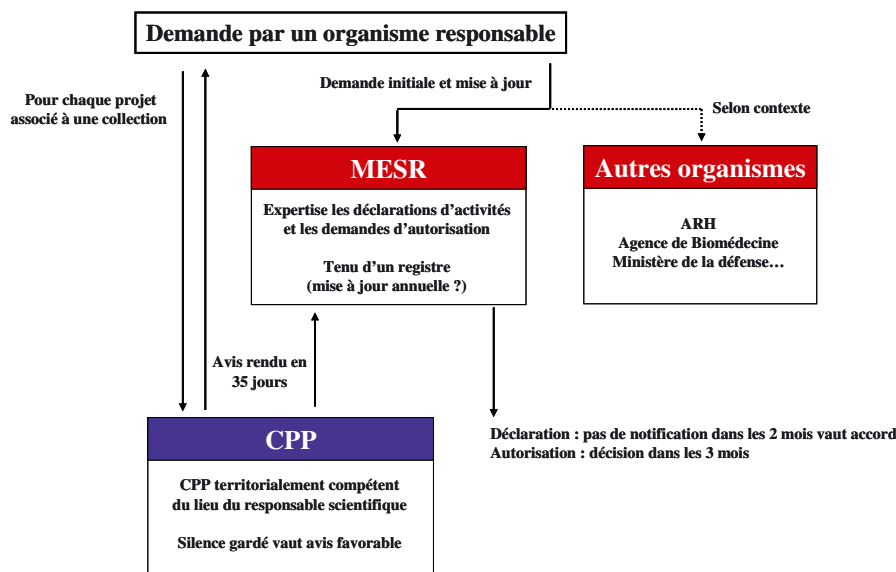 Demande par un organisme responsable
Demande initiale et mise à jour
Pour chaque projet
associé à une collection
Selon contexte
MESR
Expertise les déclarations d'activités
et les demandes d'autorisation
Tenu d'un registre
(mise à jour annuelle ?)
Autres organismes
ARH
Agence de Biomédecine
Ministère de la défense…
Avis rendu en
35 jours
CPP
CPP territorialement compétent
du lieu du responsable scientifique
Silence gardé vaut avis favorable
Déclaration : pas de notification dans les 2 mois vaut accord
Autorisation : décision dans les 3 mois